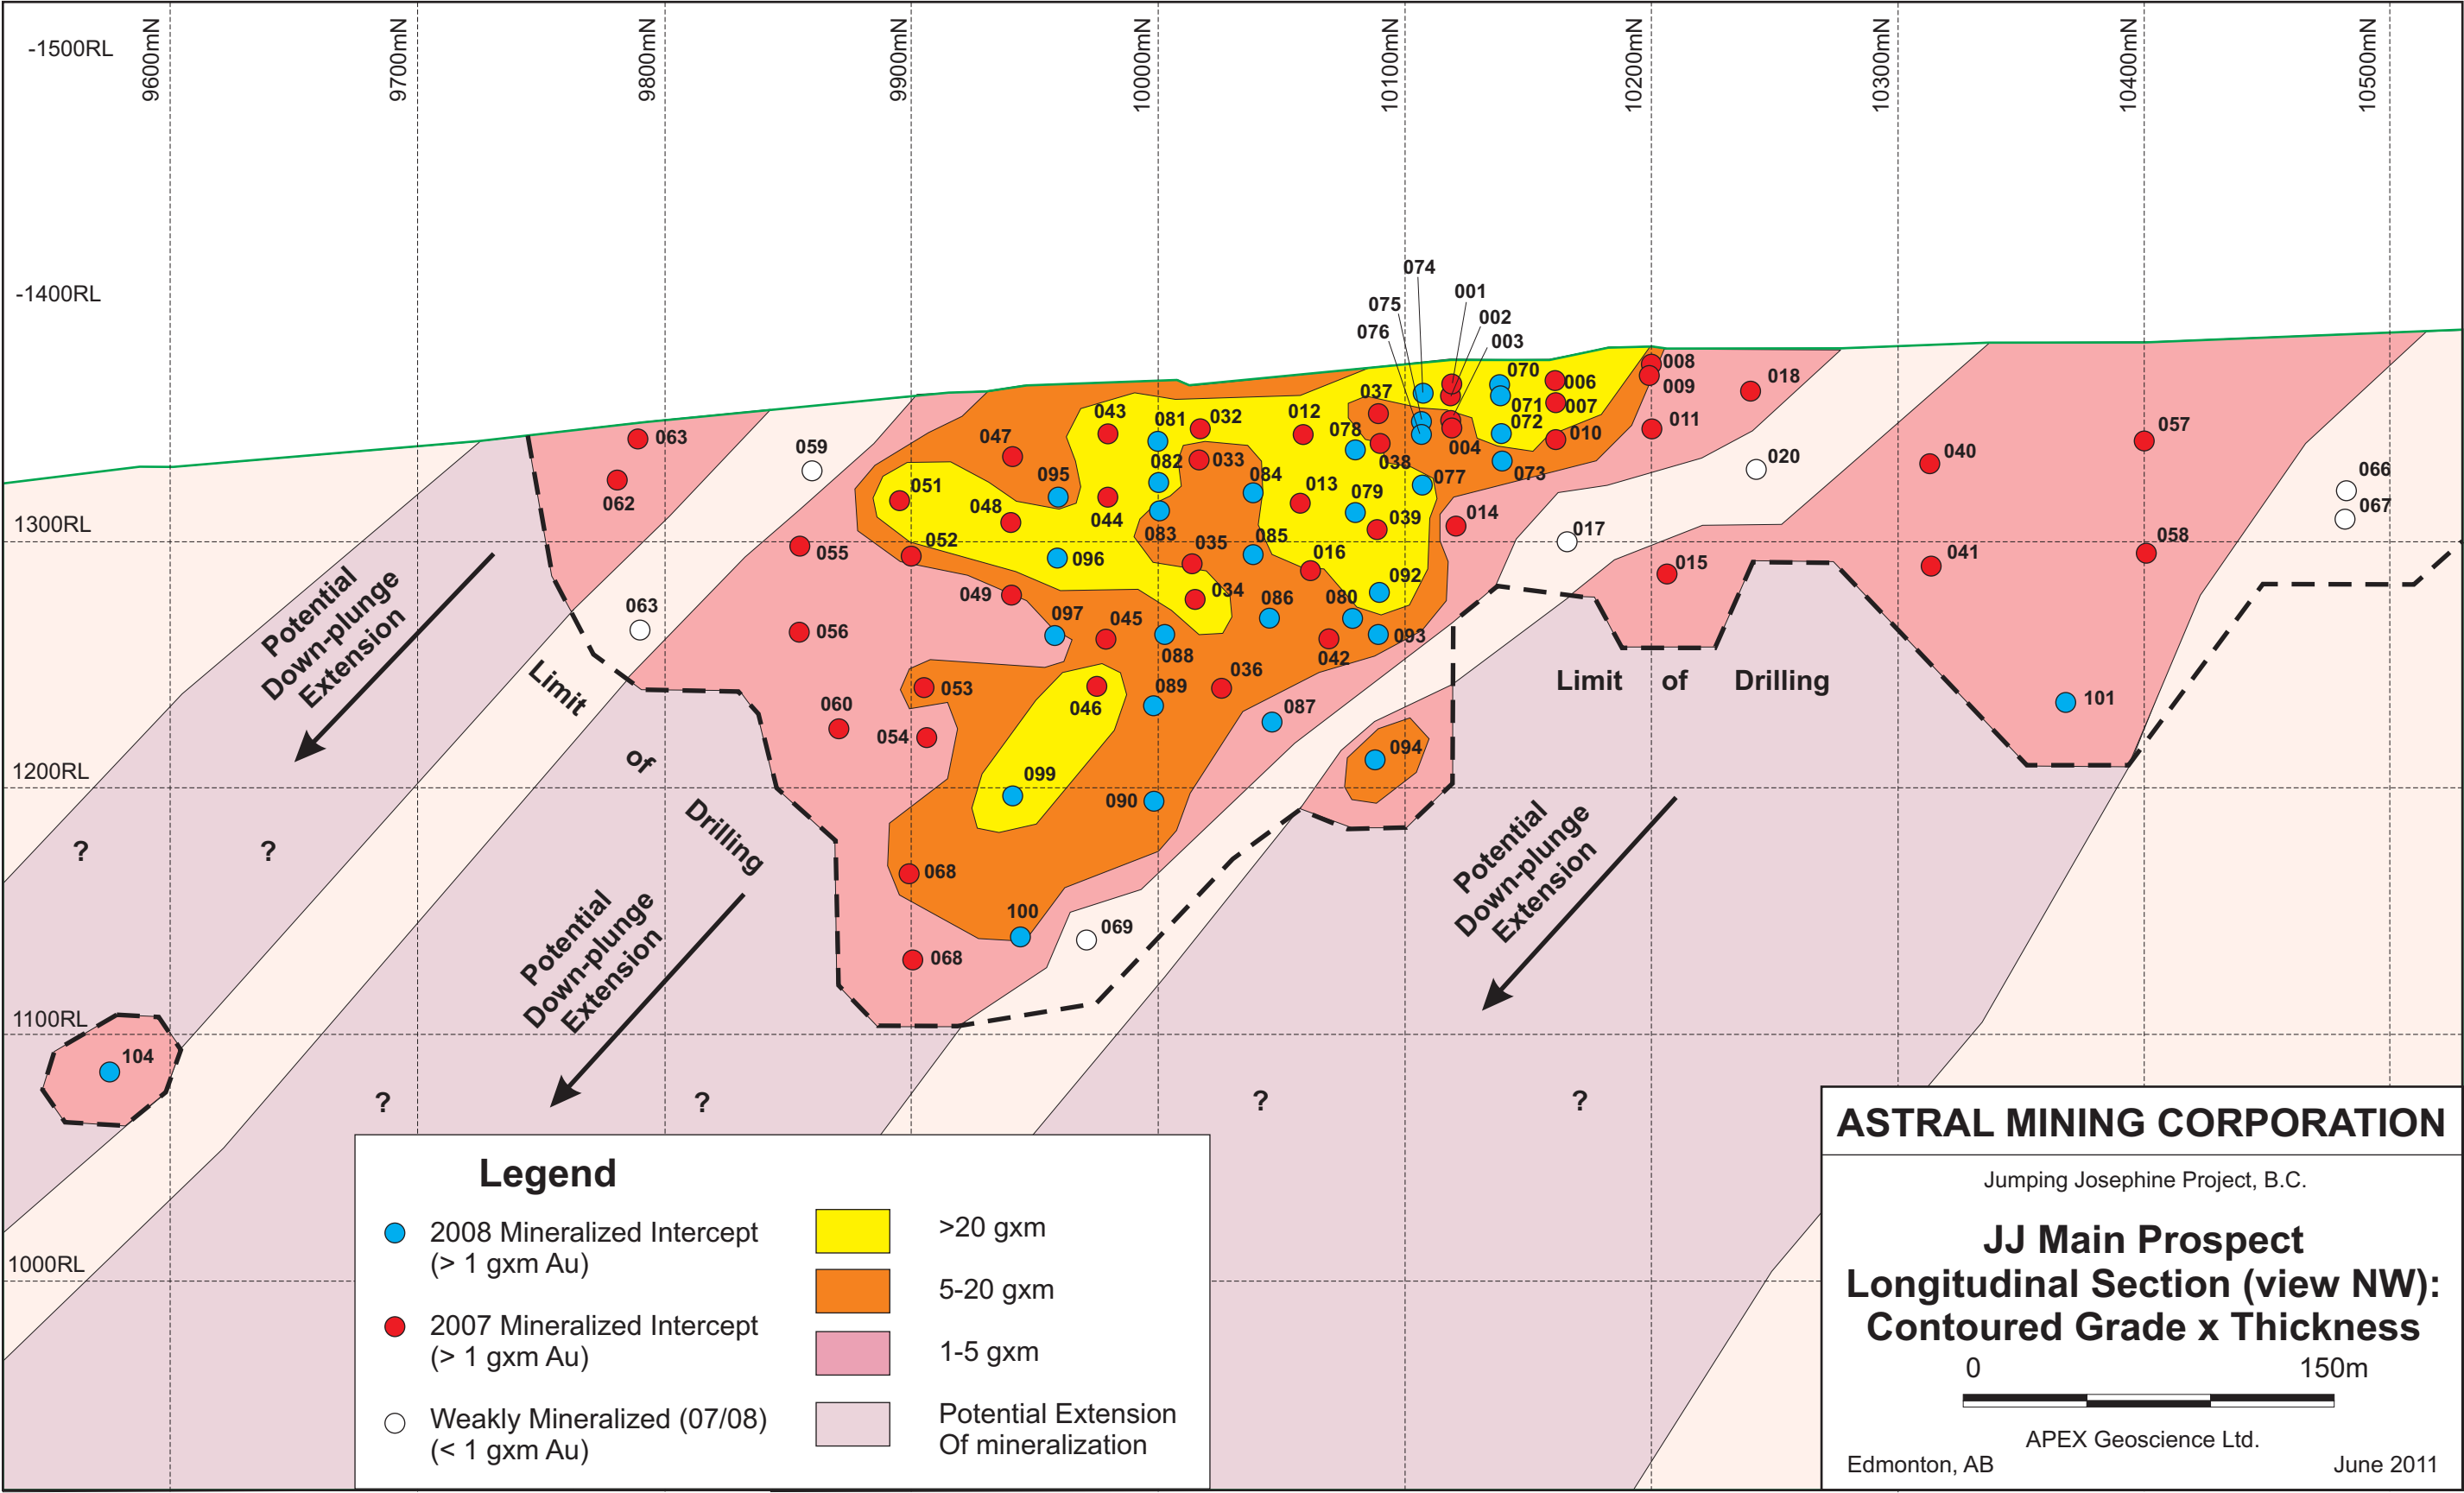 9600mN
9700mN
9800mN
9900mN
10000mN
10100mN
10200mN
10300mN
10400mN
10500mN
-1500RL
-1400RL
1300RL
1200RL
1100RL
1000RL
074
001
075
002
076
003
070
006
008
009
018
037
071
007
043
081
032
012
078
072
010
011
057
063
059
047
004
038
040
020
066
067
062
095
082
033
084
077
073
051
013
079
048
044
083
039
014
017
055
052
035
085
016
058
096
041
015
049
034
092
063
056
097
045
086
080
088
042
093
053
036
046
089
101
060
054
087
094
099
090
068
100
069
068
104
Potential
Down-plunge
Extension
Limit
of
Drilling
Limit of Drilling
Potential
Down-plunge
Extension
Potential
Down-plunge
Extension
? ?
? ? ? ?
Legend
2008 Mineralized Intercept
(> 1 gxm Au)
2007 Mineralized Intercept
(> 1 gxm Au)
Weakly Mineralized (07/08)
(< 1 gxm Au)
>20 gxm
5-20 gxm
1-5 gxm
Potential Extension
Of mineralization
ASTRAL MINING CORPORATION
Jumping Josephine Project, B.C.
JJ Main Prospect
Longitudinal Section (view NW):
Contoured Grade x Thickness
0 150m
APEX Geoscience Ltd.
Edmonton, AB June 2011